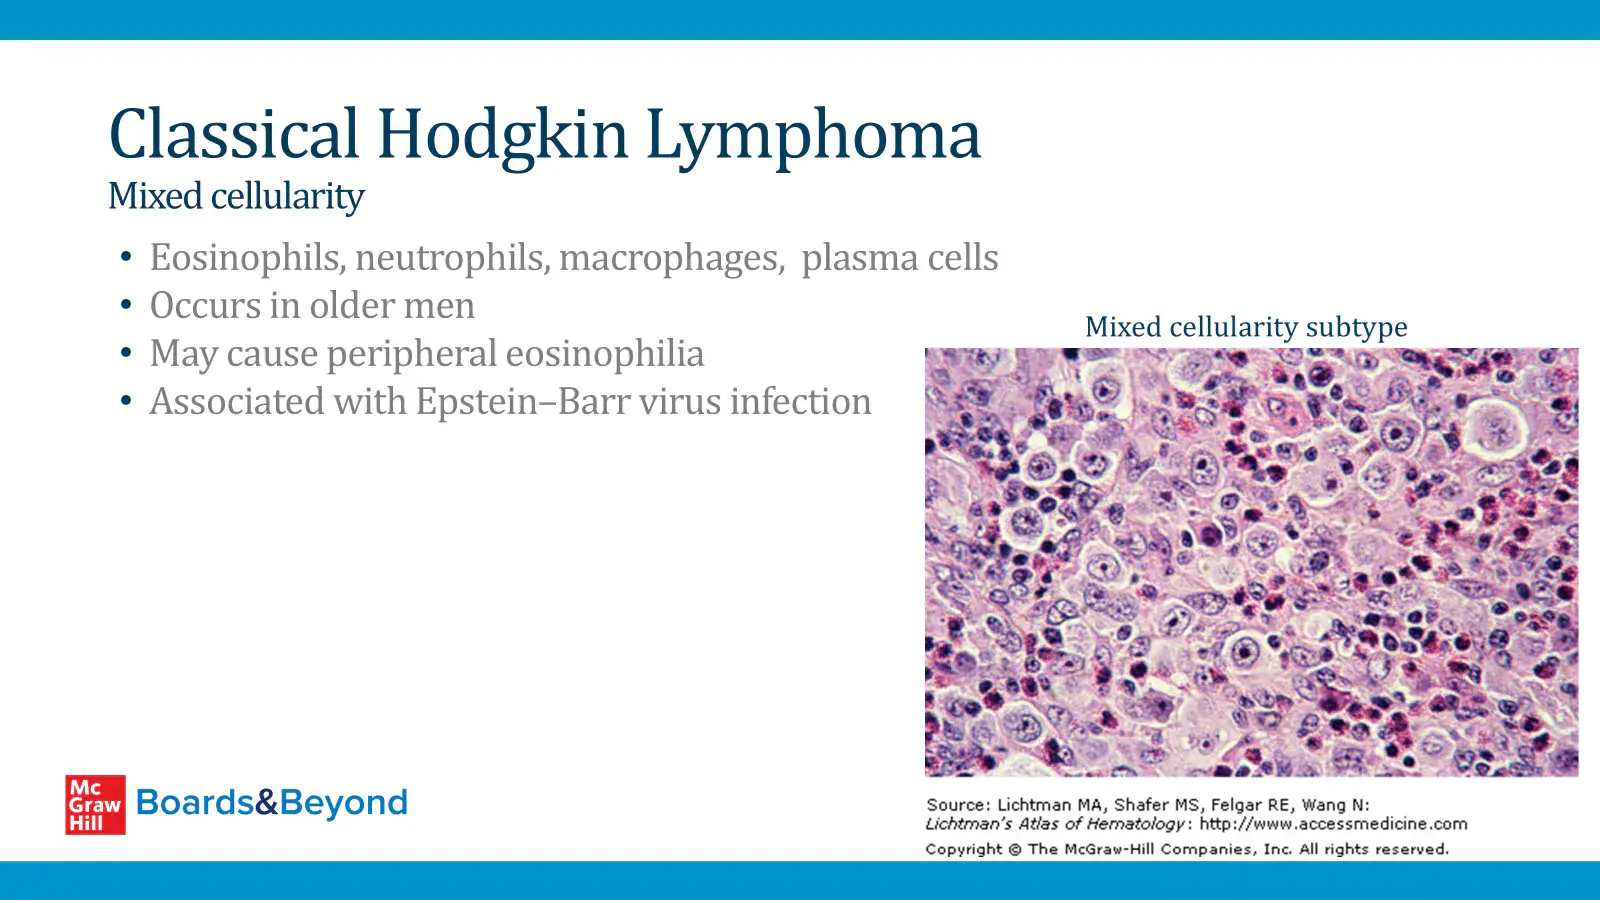 Classical Hodgkin Lymphoma
Mixed cellularity
• Eosinophils, neutrophils, macrophages, plasma cells
• Occurs in older men
• May cause peripheral eosinophilia
• Associated with Epstein–Barr virus infection
Mixed cellularity subtype
Mc
Graw
Hill
Boards&Beyond
Source: Lichtman MA, Shafer MS, Felgar RE, Wang N:
Lichtman's Atlas of Hematology: http://www.accessmedicine.com
Copyright © The McGraw-Hill Companies, Inc. All rights reserved.